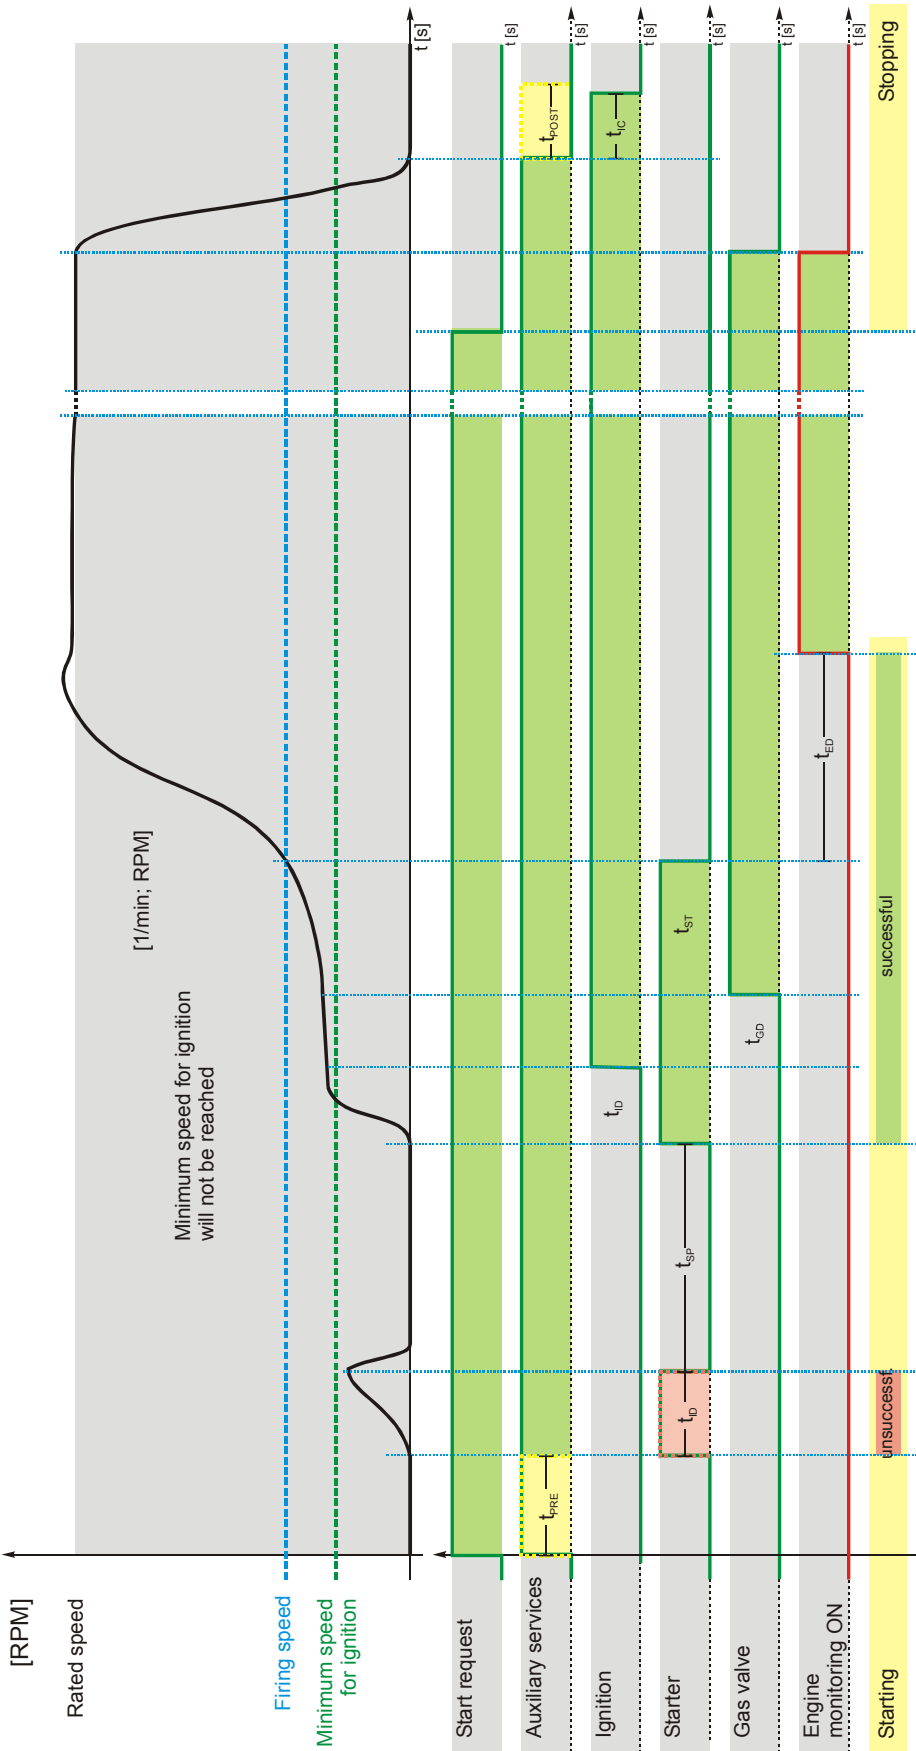 [RPM]
Rated speed
Firing speed
Minimum speed
for ignition
Minimum speed for ignition
will not be reached
[1/min; RPM]
t [s]
Start request
t [s]
Auxiliary services
tPRE
tPOST
t [s]
Ignition
tID
tIC
t [s]
Starter
tID
tSP
tST
t [s]
Gas valve
tGD
t [s]
Engine
monitoring ON
tED
t [s]
Starting
unsuccessf.
successful
Stopping